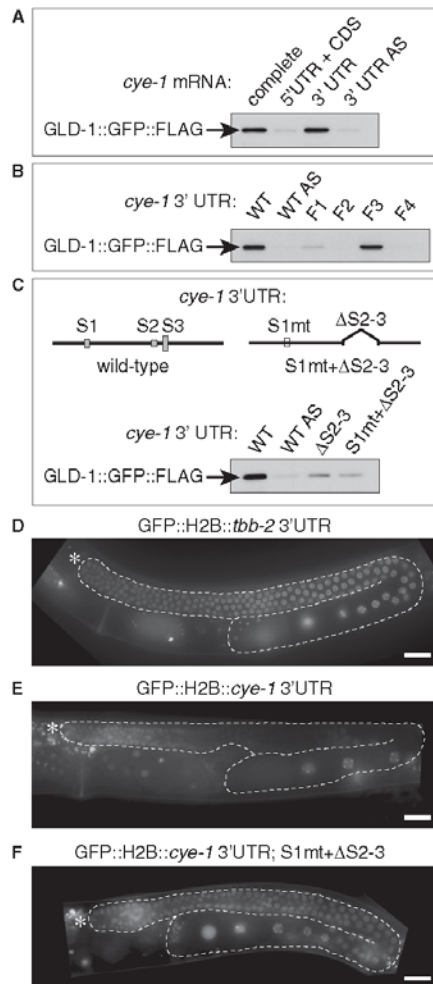 A
cye-1 mRNA:
complete
5'UTR + CDS
3' UTR
3' UTR AS
GLD-1::GFP::FLAG
B
cye-1 3' UTR:
WT
WT AS
F1
F2
F3
F4
GLD-1::GFP::FLAG
C
cye-1 3'UTR:
S1
S2
S3
wild-type
S1mt
ΔS2-3
S1mt+ΔS2-3
cye-1 3' UTR:
WT
WT AS
ΔS2-3
S1mt+ΔS2-3
GLD-1::GFP::FLAG
D
GFP::H2B::tbb-2 3'UTR
*
E
GFP::H2B::cye-1 3'UTR
*
F
GFP::H2B::cye-1 3'UTR; S1mt+ΔS2-3
*